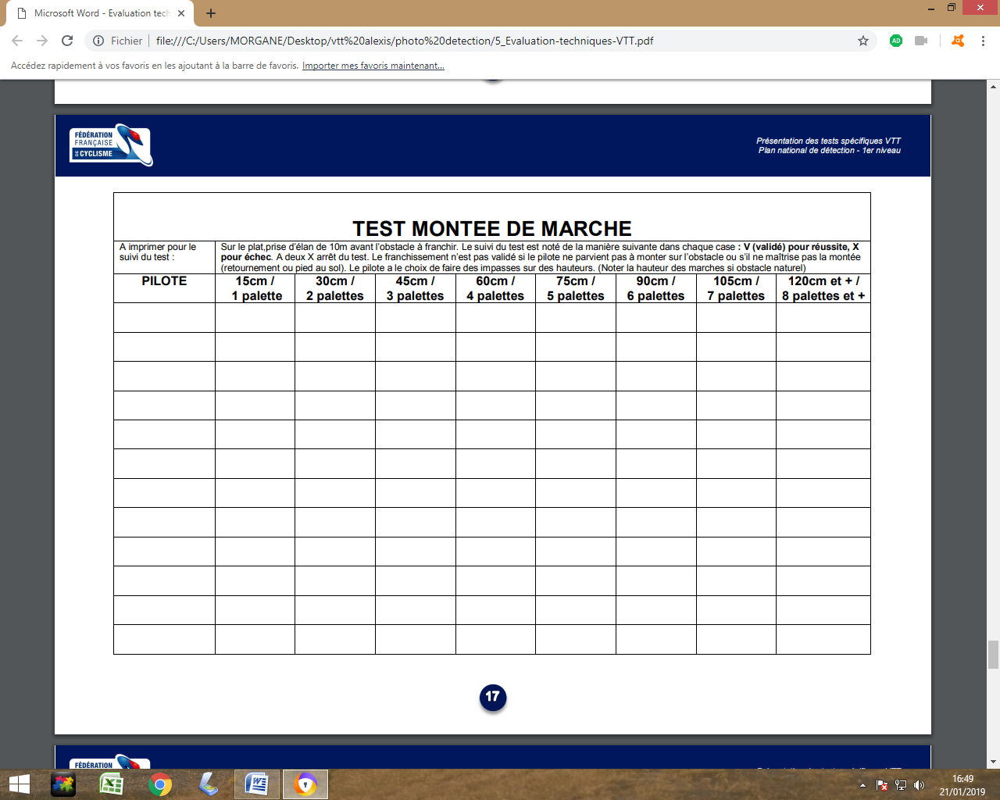 Microsoft Word - Evaluation tech
Fichier
file:///C:/Users/MORGANE/Desktop/vtt%20alexis/photo%20detection/5_Evaluation-techniques-VTT.pdf
AD
Accédez rapidement à vos favoris en les ajoutant à la barre de favoris. Importer mes favoris maintenant...
FÉDÉRATION
FRANÇAISE
DE CYCLISME
Présentation des tests spécifiques VTT
Plan national de détection - 1er niveau
TEST MONTEE DE MARCHE
A imprimer pour le
suivi du test :
Sur le plat,prise d'élan de 10m avant l'obstacle à franchir. Le suivi du test est noté de la manière suivante dans chaque case : V (validé) pour réussite, X
pour échec. A deux X arrêt du test. Le franchissement n'est pas validé si le pilote ne parvient pas à monter sur l'obstacle ou s'il ne maîtrise pas la montée
(retournement ou pied au sol). Le pilote a le choix de faire des impasses sur des hauteurs. (Noter la hauteur des marches si obstacle naturel)
PILOTE
15cm /
1 palette
30cm /
2 palettes
45cm /
3 palettes
60cm /
4 palettes
75cm /
5 palettes
90cm /
6 palettes
105cm /
7 palettes
120cm et + /
8 palettes et +
17
FÉDÉRATION
16:49
21/01/2019